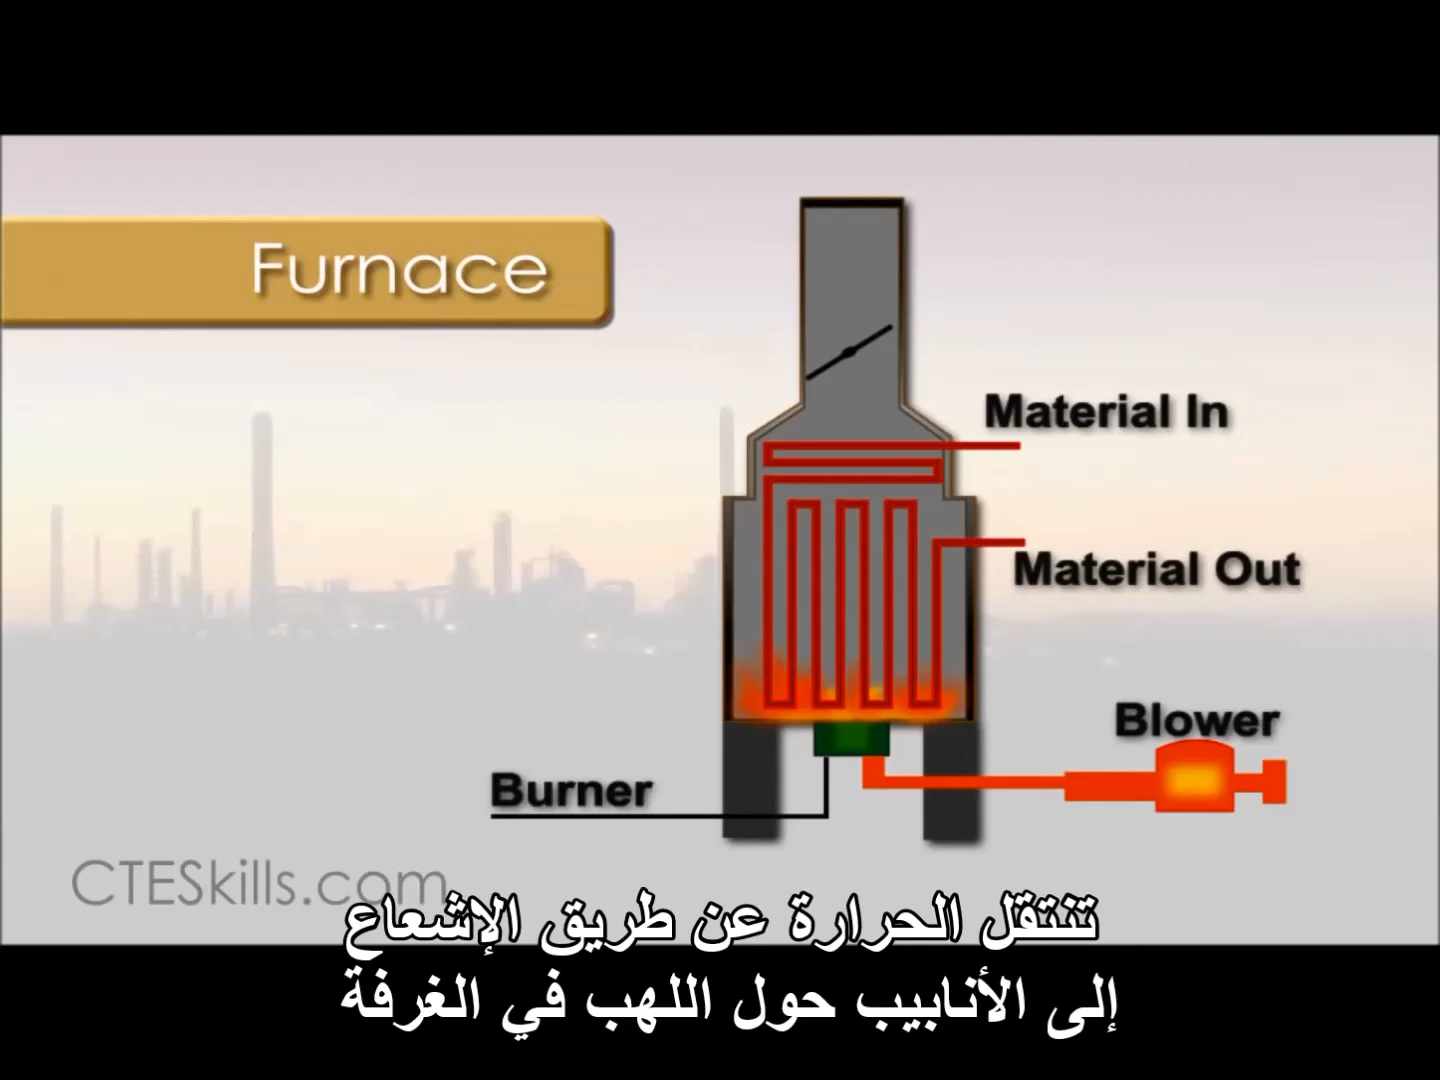 Furnace
Material In
Material Out
Blower
Burner
CTESkills.com
تنتقل الحرارة عن طريق الإشعاع
إلى الأنابيب حول اللهب في الغرفة